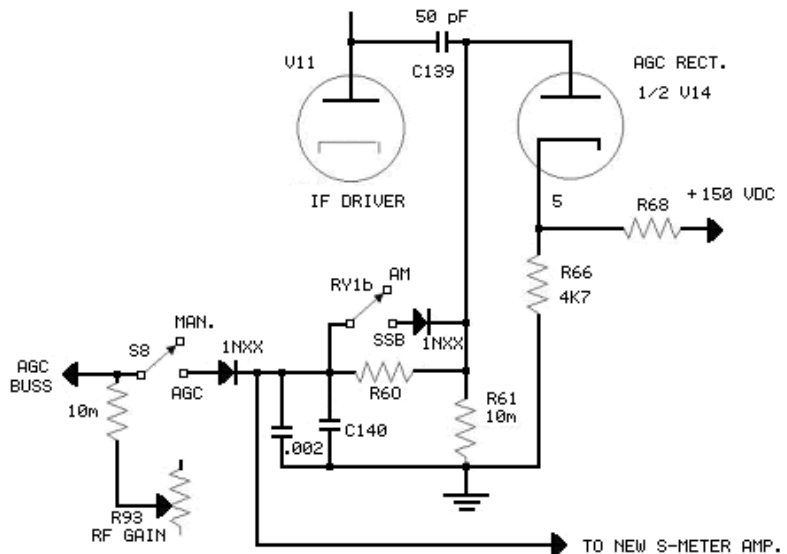 50 pF
C139
V11
IF DRIVER
AGC RECT.
1/2 V14
5
+150 VDC
R68
R66
4K7
AM
RY1b
SSB
1NXX
MAN.
S8
1NXX
AGC
BUSS
AGC
R60
R61
10m
10m
.002
C140
R93
RF GAIN
TO NEW S-METER AMP.